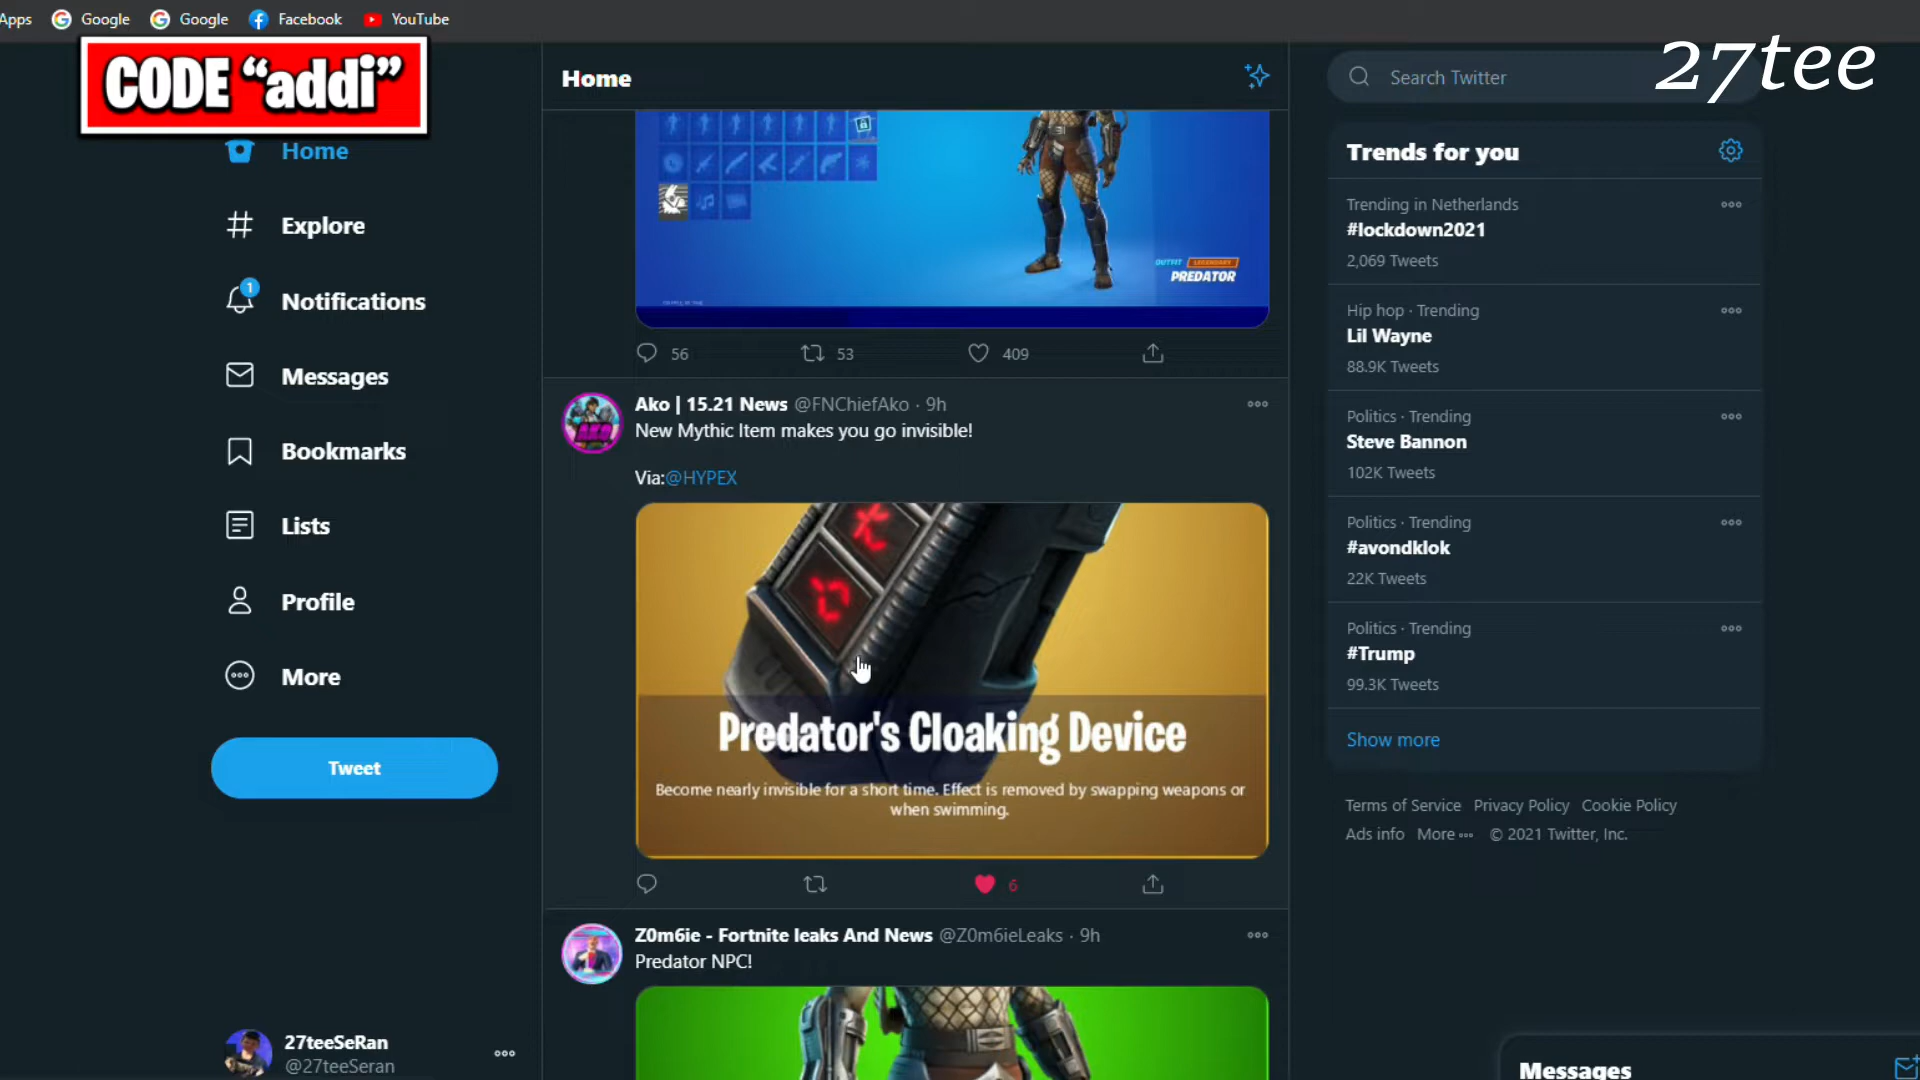 Apps
Google
Google
Facebook
YouTube
CODE “addi”
27tee
Home
Explore
Notifications
1
Messages
Bookmarks
Lists
Profile
More
Tweet
27teeSeRan
@27teeSeran
Home
OUTFIT LEGENDARY
PREDATOR
56
53
409
Ako | 15.21 News @FNChiefAko · 9h
New Mythic Item makes you go invisible!
Via:@HYPEX
Predator's Cloaking Device
Become nearly invisible for a short time. Effect is removed by swapping weapons or
when swimming.
6
Z0m6ie - Fortnite leaks And News @Z0m6ieLeaks · 9h
Predator NPC!
Search Twitter
Trends for you
Trending in Netherlands
#lockdown2021
2,069 Tweets
Hip hop · Trending
Lil Wayne
88.9K Tweets
Politics · Trending
Steve Bannon
102K Tweets
Politics · Trending
#avondklok
22K Tweets
Politics · Trending
#Trump
99.3K Tweets
Show more
Terms of Service Privacy Policy Cookie Policy
Ads info More © 2021 Twitter, Inc.
Messages